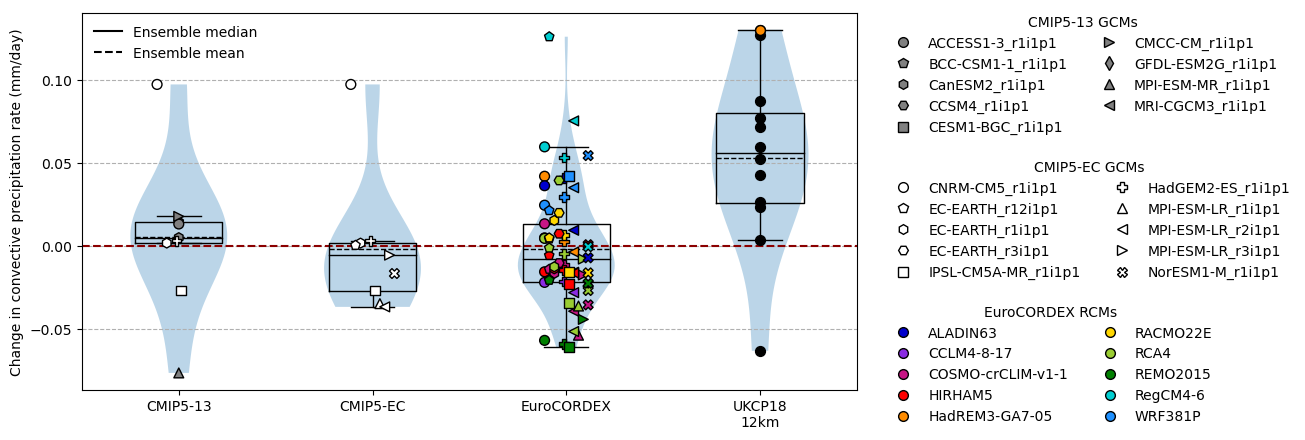 Change in convective precipitation rate (mm/day)
0.10
0.05
0.00
−0.05
Ensemble median
Ensemble mean
CMIP5-13
CMIP5-EC
EuroCORDEX
UKCP18
12km
CMIP5-13 GCMs
ACCESS1-3_r1i1p1
BCC-CSM1-1_r1i1p1
CanESM2_r1i1p1
CCSM4_r1i1p1
CESM1-BGC_r1i1p1
CMCC-CM_r1i1p1
GFDL-ESM2G_r1i1p1
MPI-ESM-MR_r1i1p1
MRI-CGCM3_r1i1p1
CMIP5-EC GCMs
CNRM-CM5_r1i1p1
EC-EARTH_r12i1p1
EC-EARTH_r1i1p1
EC-EARTH_r3i1p1
IPSL-CM5A-MR_r1i1p1
HadGEM2-ES_r1i1p1
MPI-ESM-LR_r1i1p1
MPI-ESM-LR_r2i1p1
MPI-ESM-LR_r3i1p1
NorESM1-M_r1i1p1
EuroCORDEX RCMs
ALADIN63
CCLM4-8-17
COSMO-crCLIM-v1-1
HIRHAM5
HadREM3-GA7-05
RACMO22E
RCA4
REMO2015
RegCM4-6
WRF381P